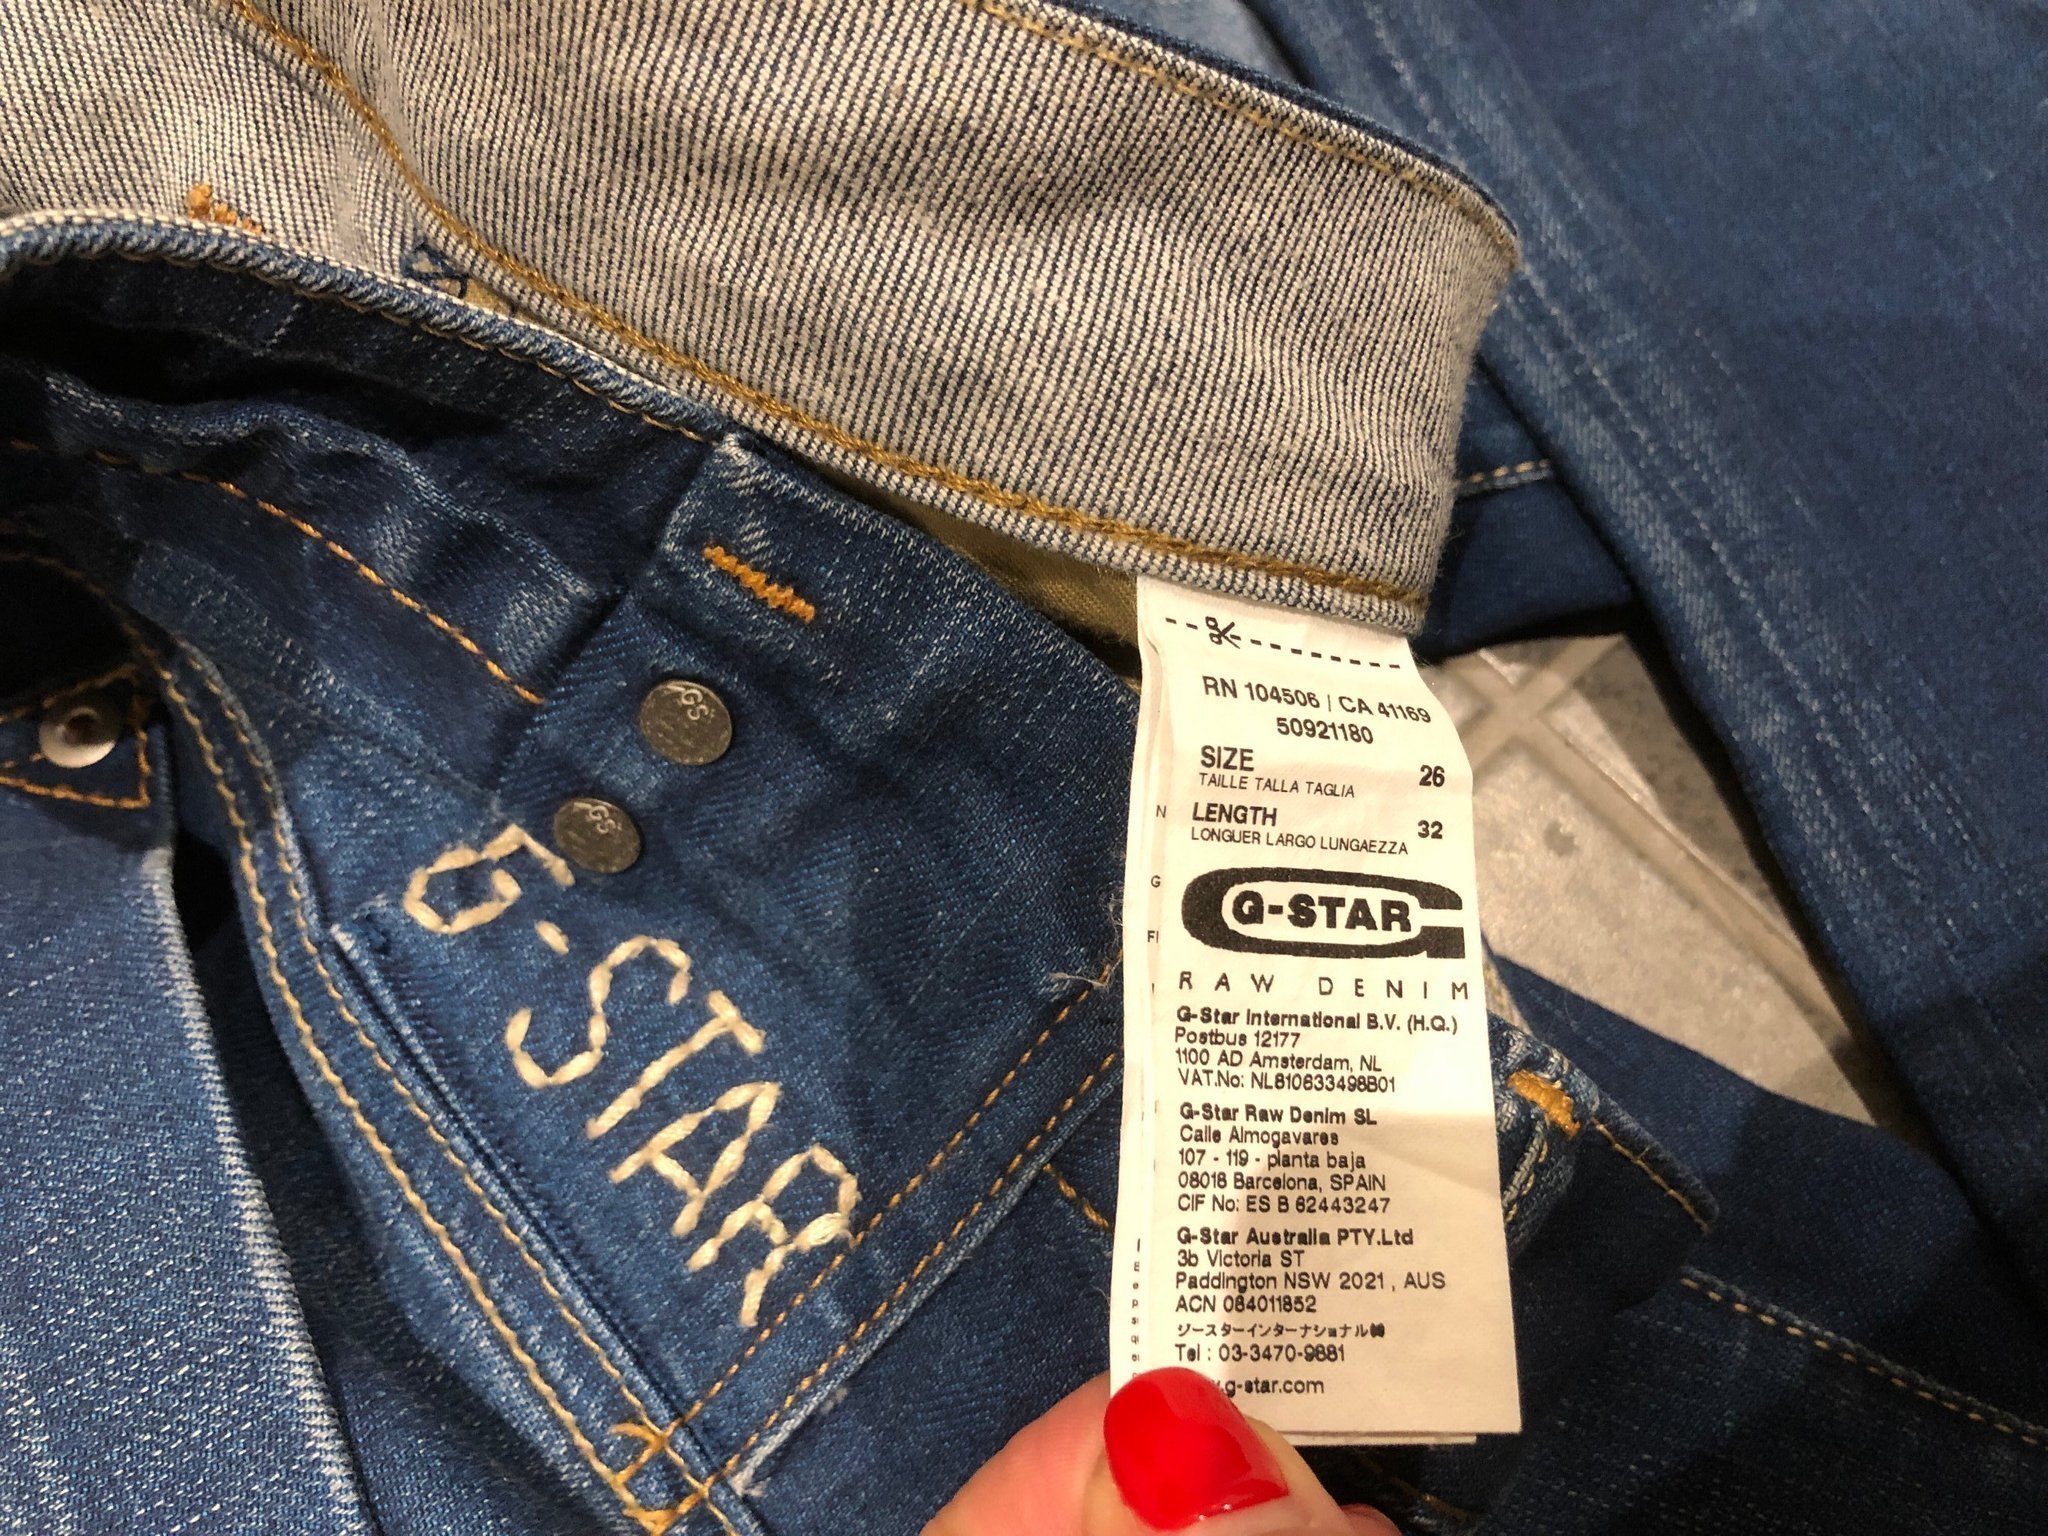 RN 104506 / CA 41169
50921180
SIZE 26
TAILLE TALLA TAGLIA
LENGTH 32
LONGUER LARGO LUNGAEZZA
G-STAR
RAW DENIM
G-Star International B.V. (H.Q.)
Postbus 12177
1100 AD Amsterdam, NL
VAT.No: NL810633498B01
G-Star Raw Denim SL
Calle Almogavares
107 - 119 - planta baja
08018 Barcelona, SPAIN
CIF No: ES B 62443247
G-Star Australia PTY.Ltd
3b Victoria ST
Paddington NSW 2021 , AUS
ACN 084011852
ジースターインターナショナル㈱
Tel : 03-3470-9881
.g-star.com
G-STAR
GS
GS